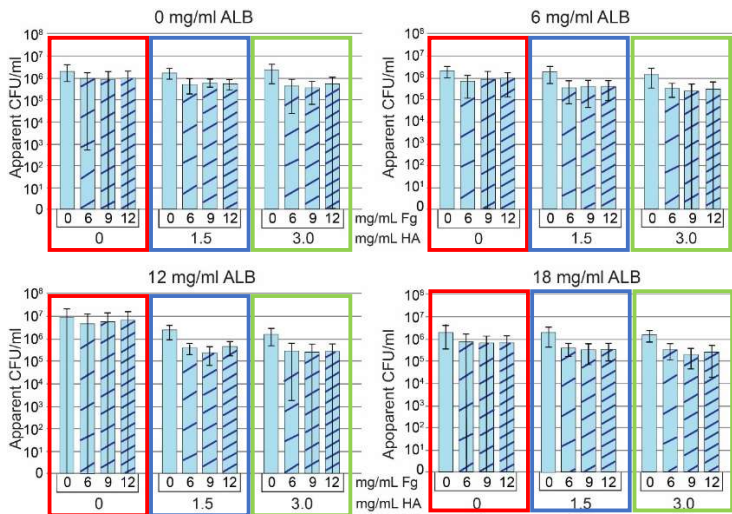 0 mg/ml ALB
Apparent CFU/ml
10⁸
10⁷
10⁶
10⁵
10⁴
10³
10²
10¹
0
0 6 9 12 0 6 9 12 0 6 9 12 mg/mL Fg
0 1.5 3.0 mg/mL HA
6 mg/ml ALB
Apparent CFU/ml
10⁸
10⁷
10⁶
10⁵
10⁴
10³
10²
10¹
0
0 6 9 12 0 6 9 12 0 6 9 12
0 1.5 3.0
12 mg/ml ALB
Apparent CFU/ml
10⁸
10⁷
10⁶
10⁵
10⁴
10³
10²
10¹
0
0 6 9 12 0 6 9 12 0 6 9 12 mg/mL Fg
0 1.5 3.0 mg/mL HA
18 mg/ml ALB
Apoparent CFU/ml
10⁸
10⁷
10⁶
10⁵
10⁴
10³
10²
10¹
0
0 6 9 12 0 6 9 12 0 6 9 12
0 1.5 3.0